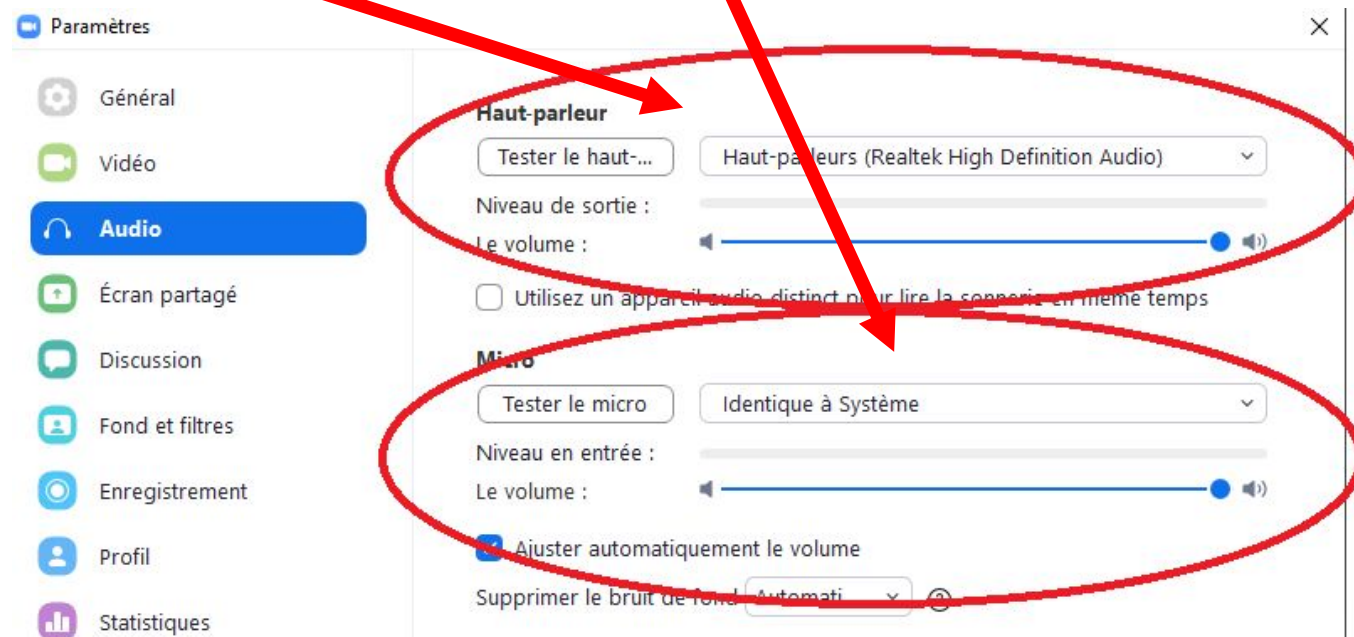 Paramètres
Général
Vidéo
Audio
Écran partagé
Discussion
Fond et filtres
Enregistrement
Profil
Statistiques
Haut-parleur
Tester le haut-... Haut-parleurs (Realtek High Definition Audio)
Niveau de sortie :
Le volume :
Utilisez un appareil audio distinct pour lire la sonnerie en même temps
Micro
Tester le micro Identique à Système
Niveau en entrée :
Le volume :
Ajuster automatiquement le volume
Supprimer le bruit de fond Automati...